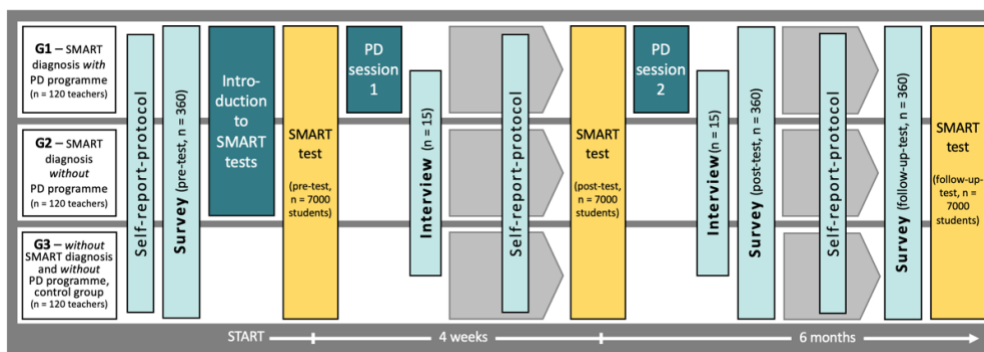 G1 – SMART
diagnosis with
PD programme
(n = 120 teachers)
G2 – SMART
diagnosis
without
PD programme
(n = 120 teachers)
G3 – without
SMART diagnosis
and without
PD programme,
control group
(n = 120 teachers)
Self-report-protocol
Survey (pre-test, n = 360)
Intro-
duction
to
SMART
tests
SMART
test
(pre-test,
n = 7000
students)
PD
session
1
Interview (n = 15)
Self-report-protocol
SMART
test
(post-test,
n = 7000
students)
PD
session
2
Interview (n = 15)
Survey (post-test, n = 360)
Self-report-protocol
Survey (follow-up-test, n = 360)
SMART
test
(follow-up-
test, n =
7000
students)
START
4 weeks
6 months